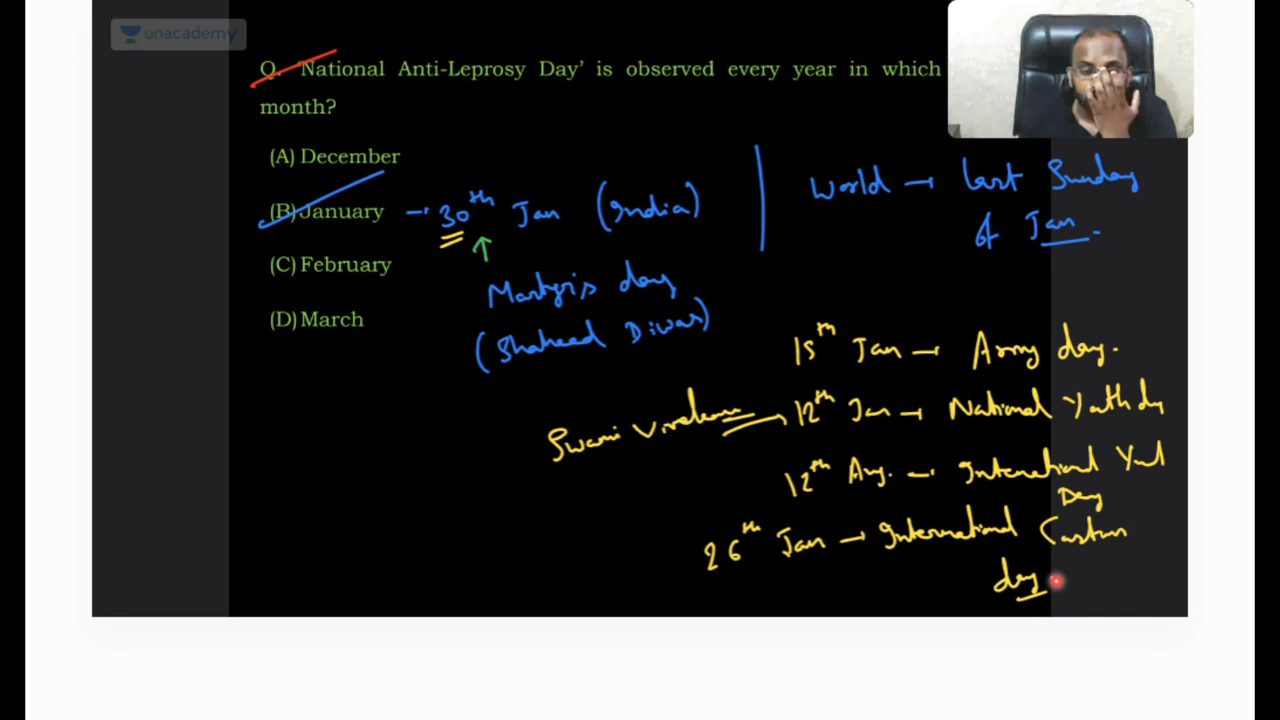 unacademy
Q. 'National Anti-Leprosy Day' is observed every year in which
month?
(A) December
(B) January → 30th Jan (India)
(C) February
(D) March
Martyrs day
(Shaheed Diwas)
World → last Sunday
of Jan.
15th Jan → Army day.
Swami 12th Jan → National Youth day
12th Aug. → International Youth
Day
26th Jan → International Custom
day